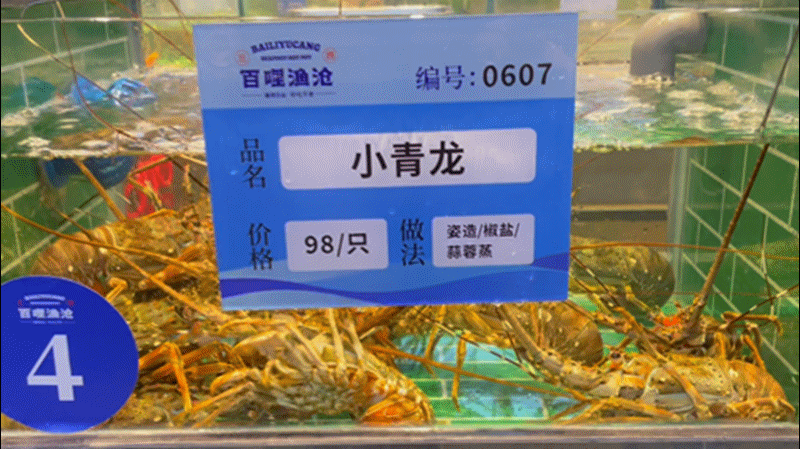 BAILIYUCANG
百哩渔沧
编号:0607
品名
小青龙
价格
98/只
做法
姿造/椒盐/
蒜蓉蒸
百哩渔沧
4